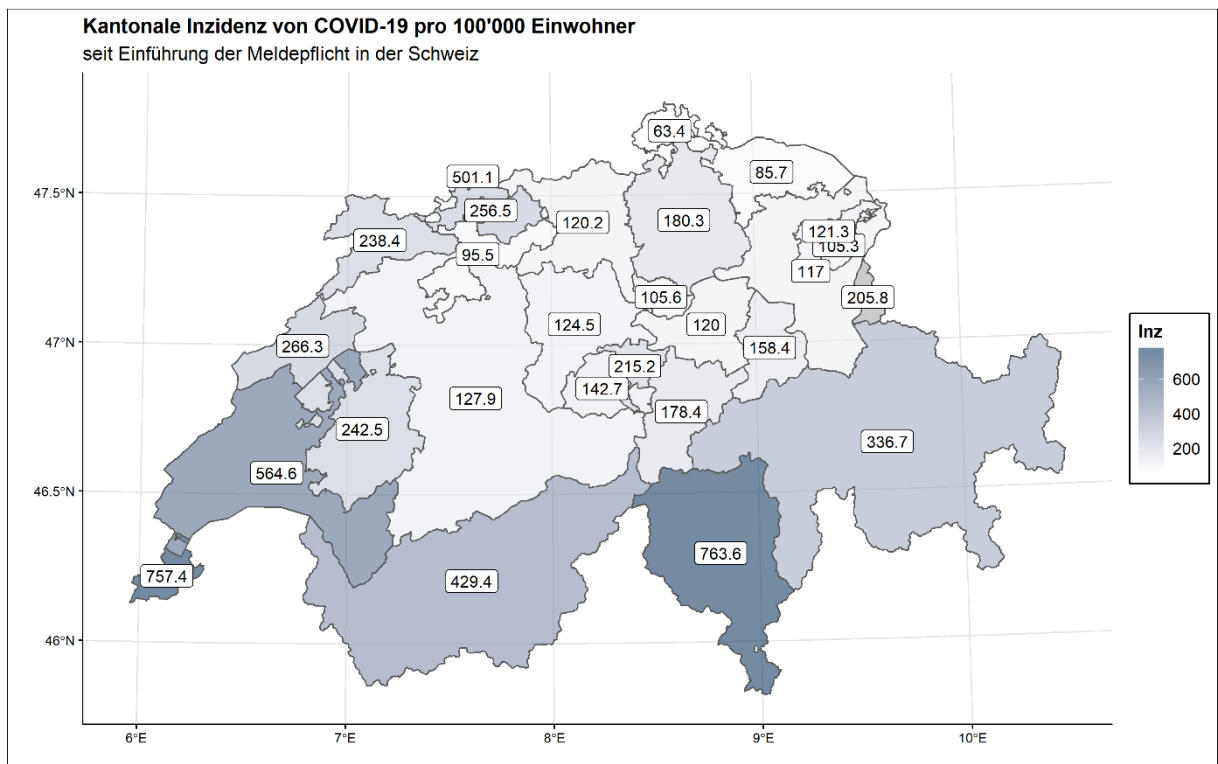 Kantonale Inzidenz von COVID-19 pro 100'000 Einwohner
seit Einführung der Meldepflicht in der Schweiz
63.4
85.7
501.1
256.5
120.2
180.3
121.3
105.3
238.4
95.5
117
105.6
205.8
124.5
120
158.4
266.3
215.2
142.7
127.9
178.4
242.5
336.7
564.6
763.6
757.4
429.4
47.5°N
47°N
46.5°N
46°N
6°E
7°E
8°E
9°E
10°E
Inz
600
400
200